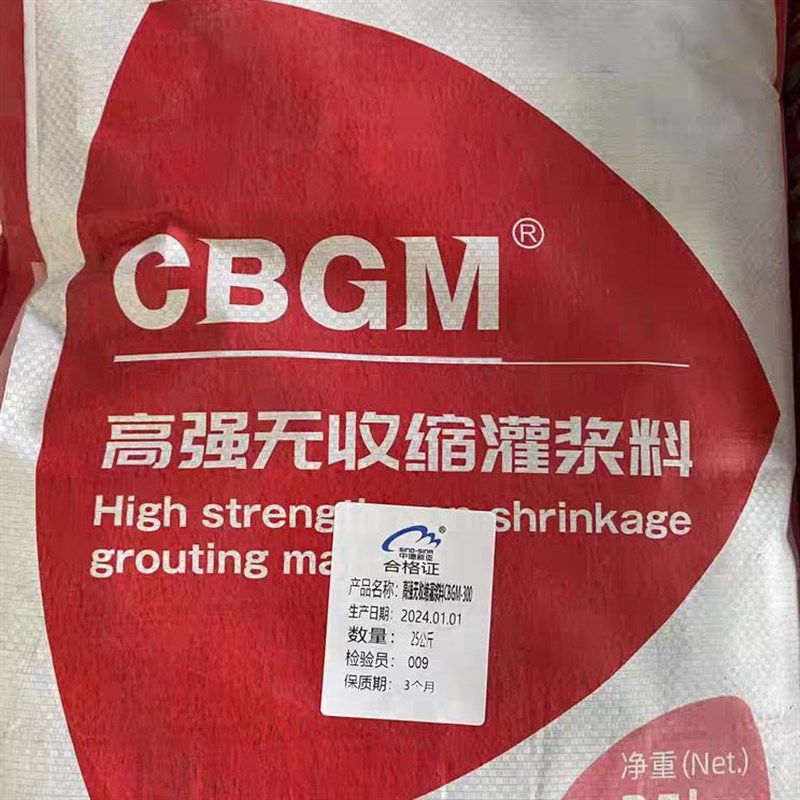 CBGM®
高强无收缩灌浆料
High streng shrinkage
grouting ma
®
SINO-SINA
合格证
产品名称：高强无收缩灌浆料CBGM-300
生产日期：2024.01.01
数量：25公斤
检验员：009
保质期：3个月
净重(Net.)